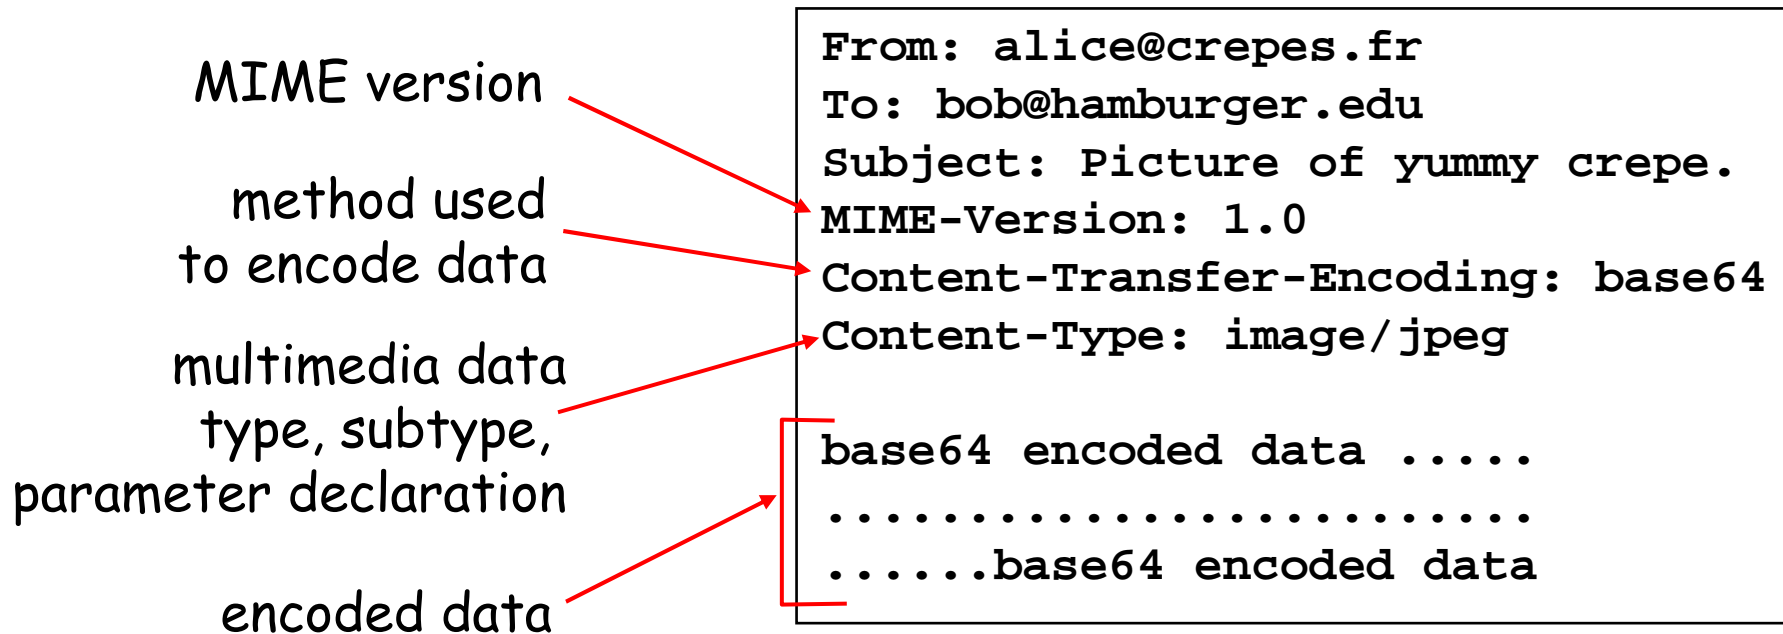 MIME version
method used
to encode data
multimedia data
type, subtype,
parameter declaration
encoded data
From: alice@crepes.fr
To: bob@hamburger.edu
Subject: Picture of yummy crepe.
MIME-Version: 1.0
Content-Transfer-Encoding: base64
Content-Type: image/jpeg
base64 encoded data .....
.........................
......base64 encoded data